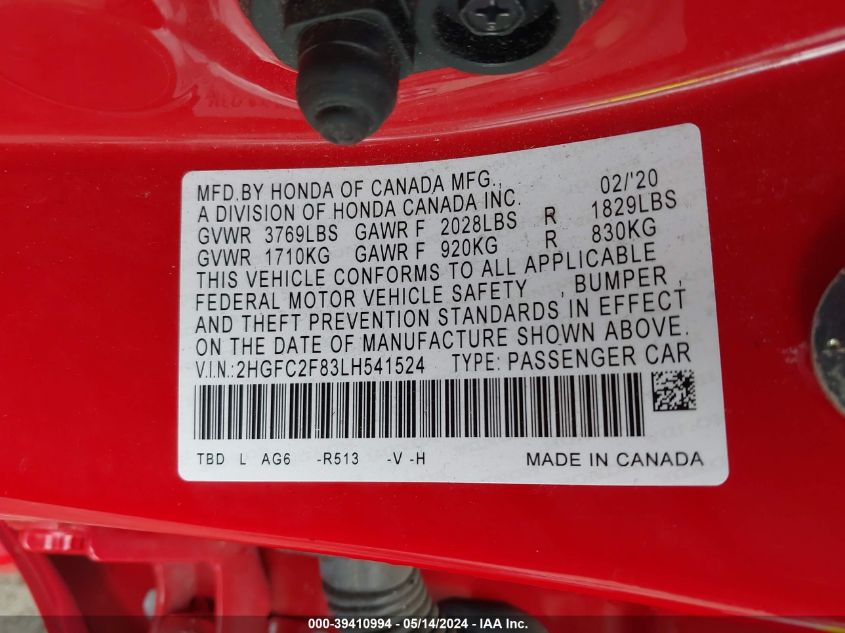 MFD.BY HONDA OF CANADA MFG., 02/'20
A DIVISION OF HONDA CANADA INC.
GVWR 3769LBS GAWR F 2028LBS R 1829LBS
GVWR 1710KG GAWR F 920KG R 830KG
THIS VEHICLE CONFORMS TO ALL APPLICABLE
FEDERAL MOTOR VEHICLE SAFETY , BUMPER ,
AND THEFT PREVENTION STANDARDS IN EFFECT
ON THE DATE OF MANUFACTURE SHOWN ABOVE.
V.I.N.:2HGFC2F83LH541524 TYPE: PASSENGER CAR
TBD L AG6 -R513 -V -H MADE IN CANADA
000-39410994 - 05/14/2024 - IAA Inc.